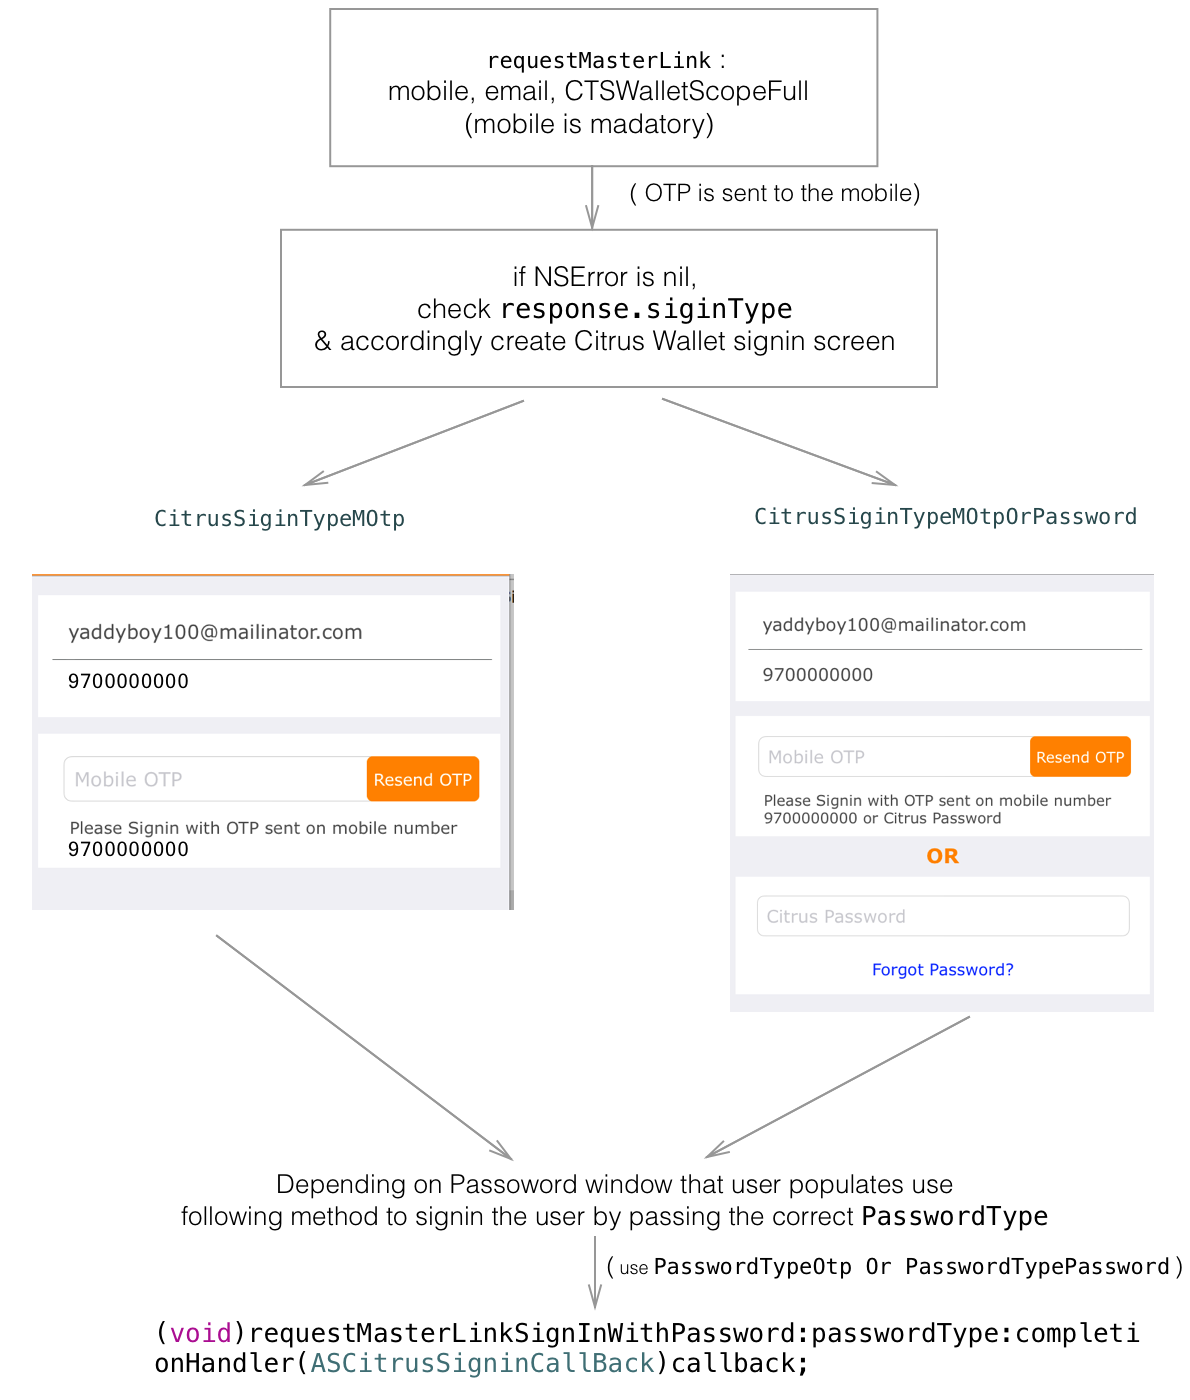 requestMasterLink :
mobile, email, CTSWalletScopeFull
(mobile is madatory)
( OTP is sent to the mobile)
if NSError is nil,
check response.siginType
& accordingly create Citrus Wallet signin screen
CitrusSiginTypeMOtp
CitrusSiginTypeMOtpOrPassword
yaddyboy100@mailinator.com
9700000000
Mobile OTP
Resend OTP
Please Signin with OTP sent on mobile number
9700000000
yaddyboy100@mailinator.com
9700000000
Mobile OTP
Resend OTP
Please Signin with OTP sent on mobile number
9700000000 or Citrus Password
OR
Citrus Password
Forgot Password?
Depending on Passoword window that user populates use
following method to signin the user by passing the correct PasswordType
( use PasswordTypeOtp Or PasswordTypePassword )
(void)requestMasterLinkSignInWithPassword:passwordType:completi
onHandler(ASCitrusSigninCallBack)callback;